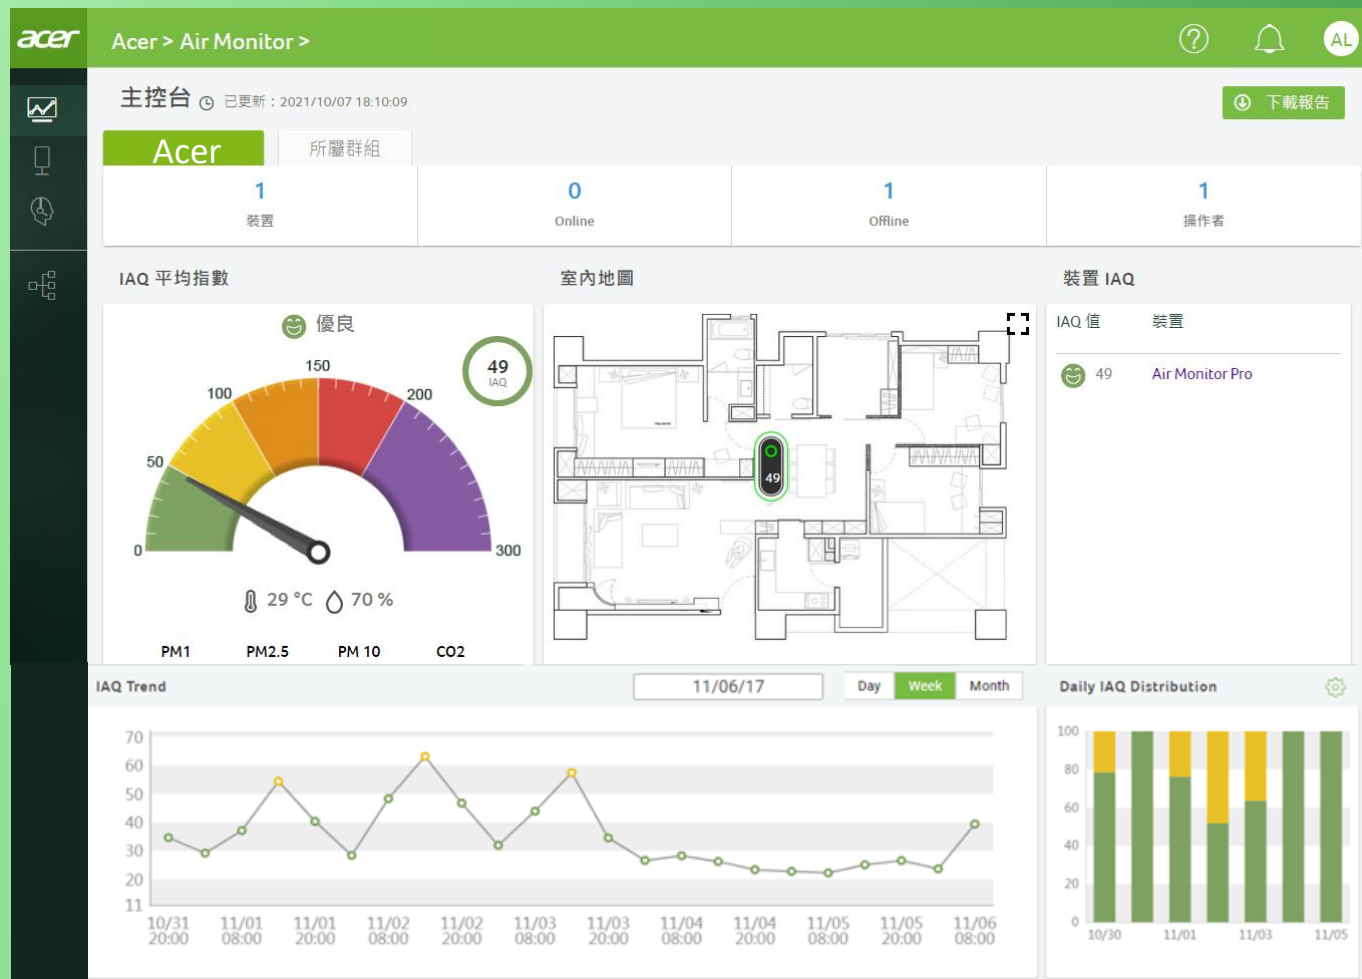 acer
Acer > Air Monitor >
AL
主控台 已更新：2021/10/07 18:10:09
下載報告
Acer 所屬群組
1 0 1 1
裝置 Online Offline 操作者
IAQ 平均指數
優良
49
IAQ
150
100 200
50
0 300
29 °C 70 %
PM1 PM2.5 PM 10 CO2
室內地圖
49
裝置 IAQ
IAQ 值 裝置
49 Air Monitor Pro
IAQ Trend 11/06/17 Day Week Month
70
60
50
40
30
20
11
10/31 11/01 11/01 11/02 11/02 11/03 11/03 11/04 11/04 11/05 11/05 11/06
20:00 08:00 20:00 08:00 20:00 08:00 20:00 08:00 20:00 08:00 20:00 08:00
Daily IAQ Distribution
100
80
60
40
20
0
10/30 11/01 11/03 11/05